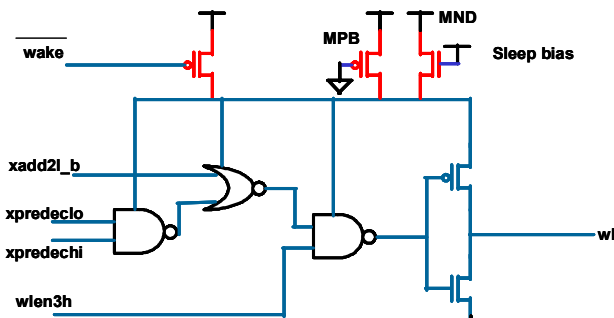 MND
wake
MPB
Sleep bias
xadd2l_b
xpredeclo
xpredechi
wl
wlen3h